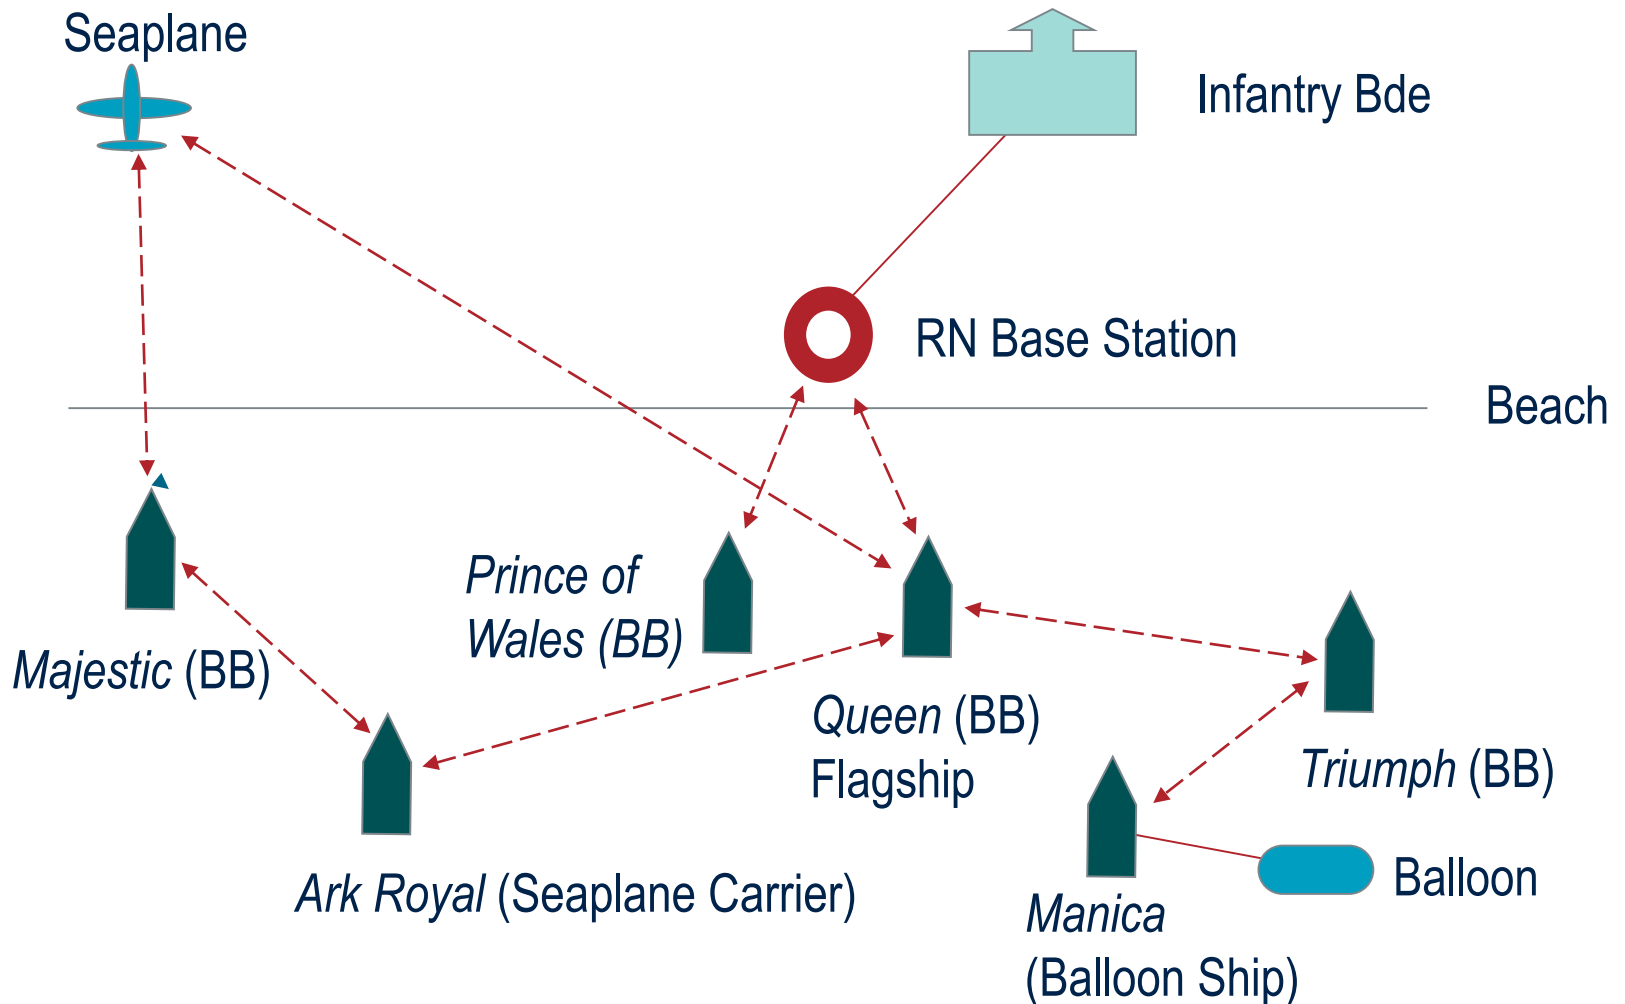 Seaplane
Infantry Bde
RN Base Station
Beach
Prince of
Wales (BB)
Majestic (BB)
Queen (BB)
Flagship
Triumph (BB)
Ark Royal (Seaplane Carrier)
Balloon
Manica
(Balloon Ship)